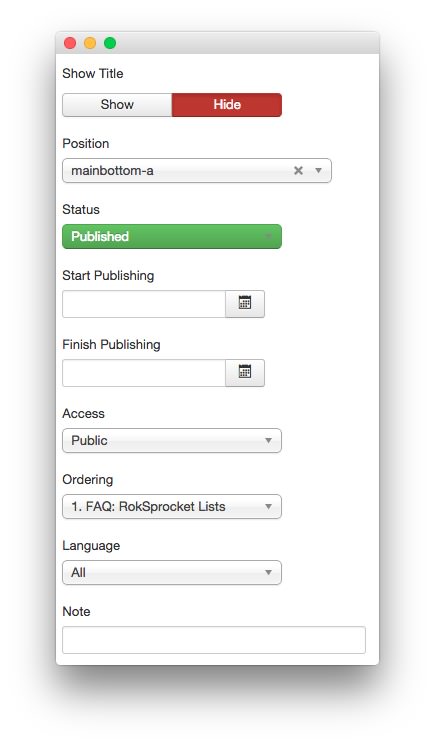 Show Title
Show Hide
Position
mainbottom-a
Status
Published
Start Publishing
Finish Publishing
Access
Public
Ordering
1. FAQ: RokSprocket Lists
Language
All
Note